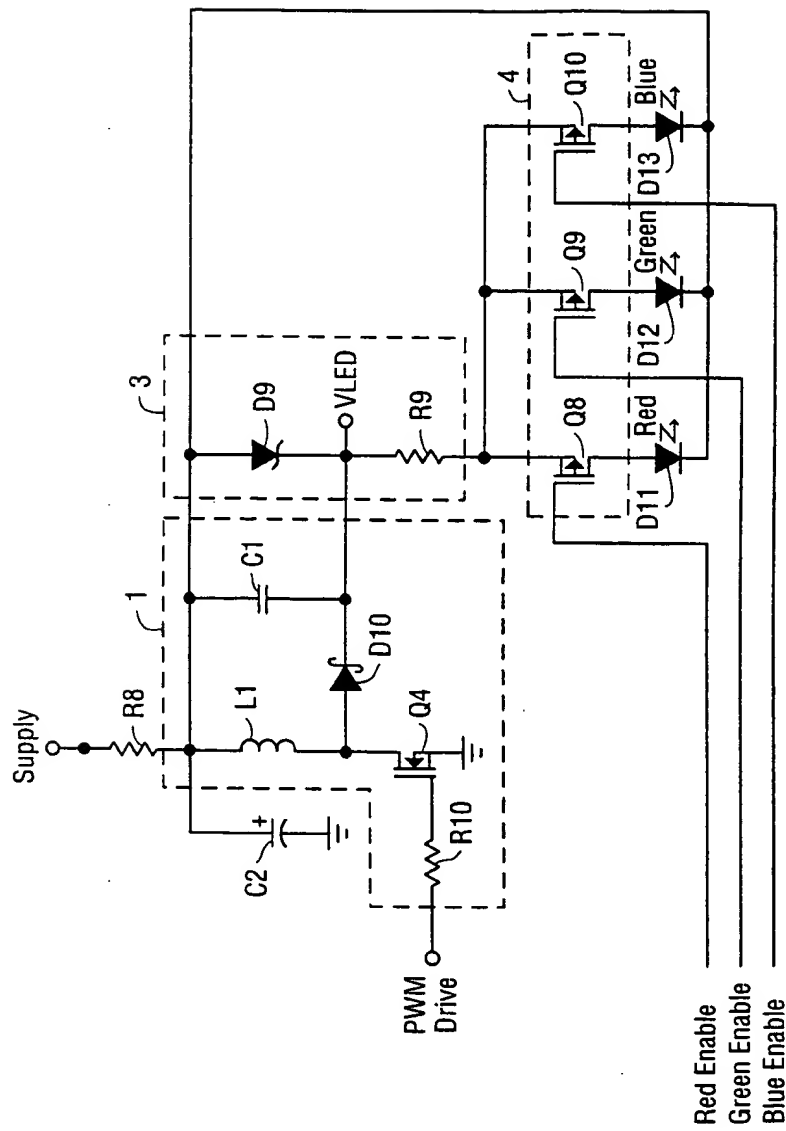 Supply
R8
1
3
C2
+
L1
C1
D9
D10
VLED
Q4
R9
R10
PWM
Drive
4
Q8
Q9
Q10
Red
Green
Blue
D11
D12
D13
Red Enable
Green Enable
Blue Enable